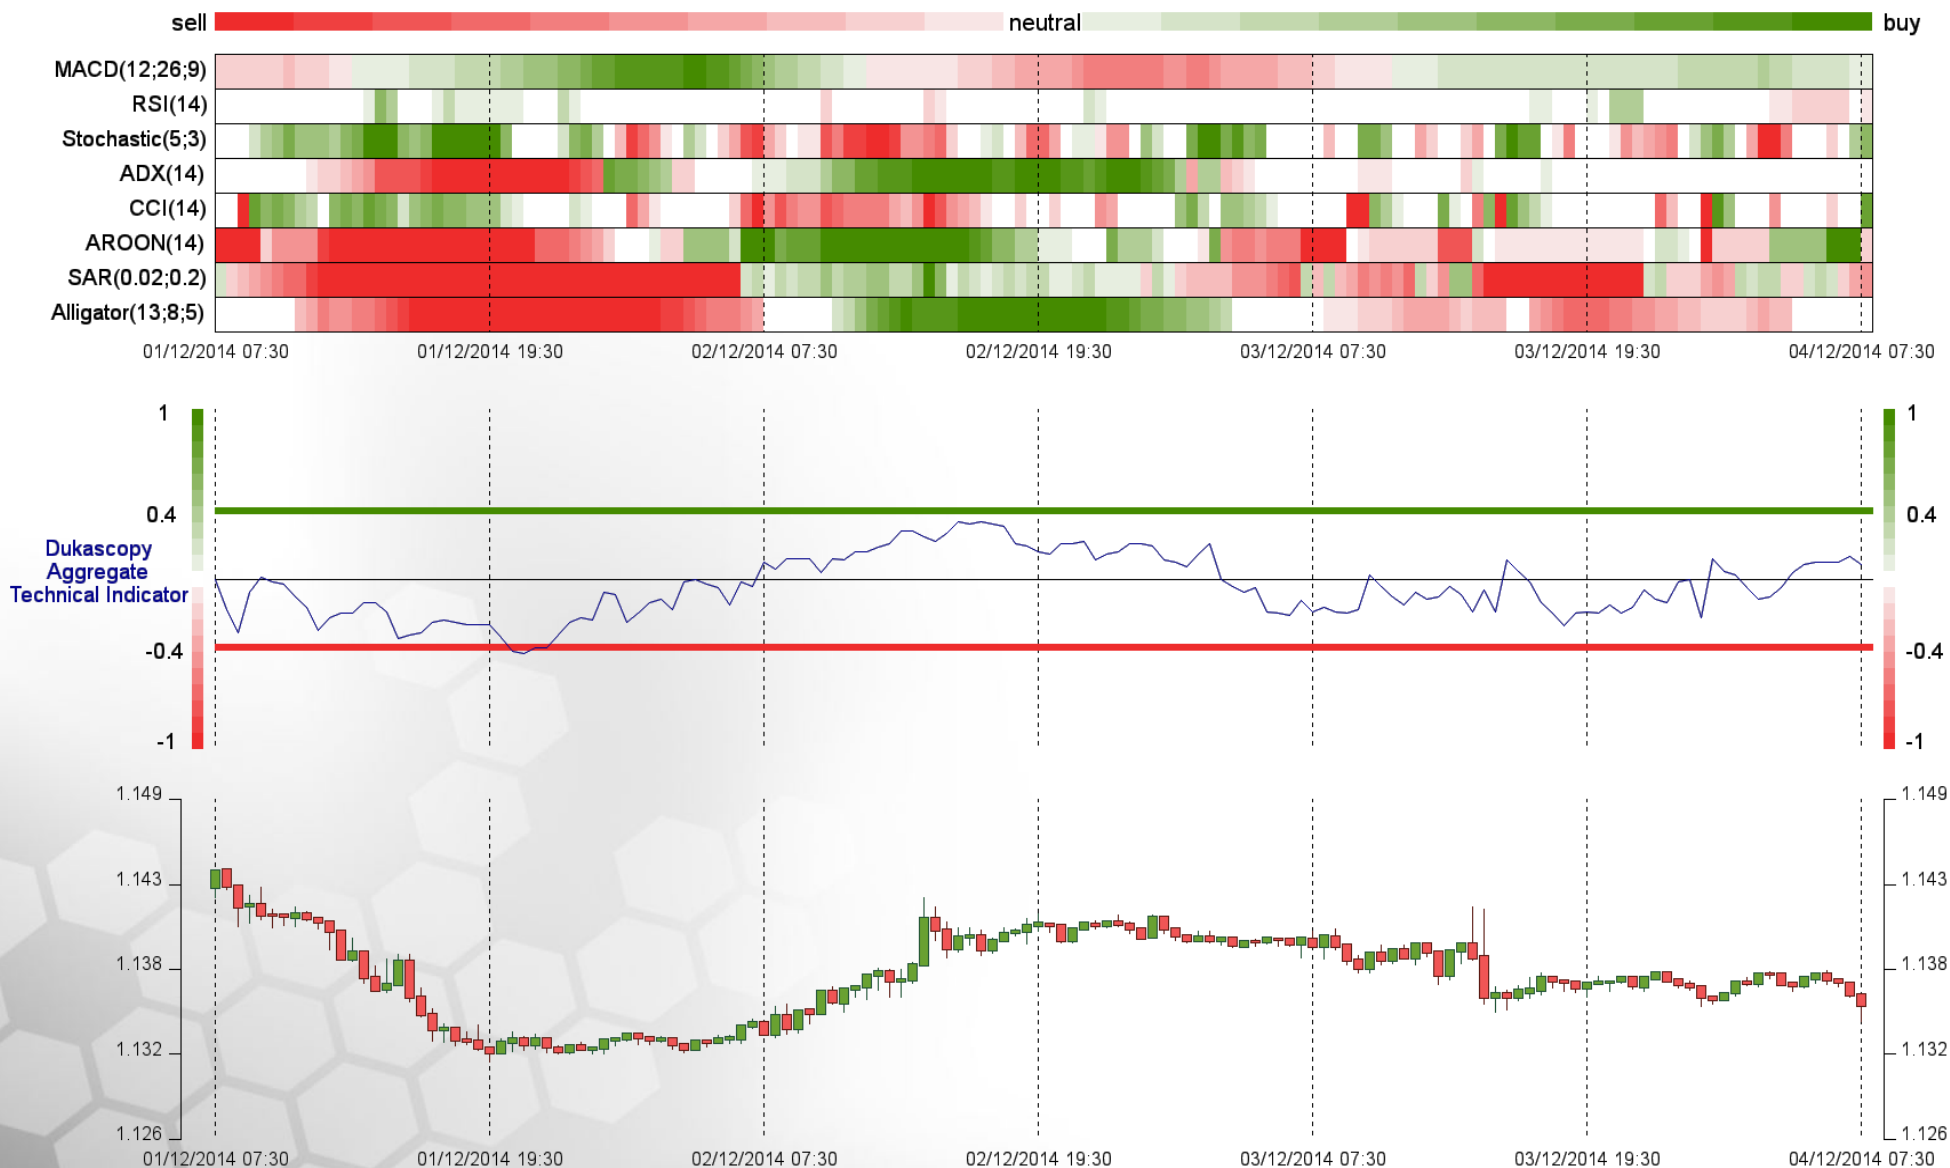 sell neutral buy
MACD(12;26;9)
RSI(14)
Stochastic(5;3)
ADX(14)
CCI(14)
AROON(14)
SAR(0.02;0.2)
Alligator(13;8;5)
01/12/2014 07:30 01/12/2014 19:30 02/12/2014 07:30 02/12/2014 19:30 03/12/2014 07:30 03/12/2014 19:30 04/12/2014 07:30
1 1
0.4 0.4
Dukascopy
Aggregate
Technical Indicator
-0.4 -0.4
-1 -1
1.149 1.149
1.143 1.143
1.138 1.138
1.132 1.132
1.126 1.126
01/12/2014 07:30 01/12/2014 19:30 02/12/2014 07:30 02/12/2014 19:30 03/12/2014 07:30 03/12/2014 19:30 04/12/2014 07:30